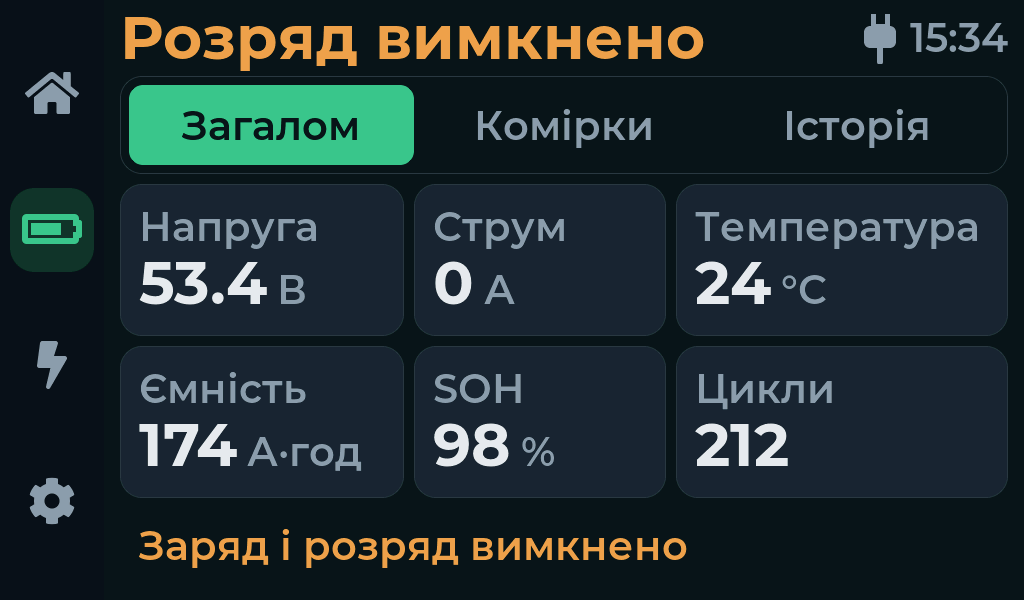 Розряд вимкнено 15:34
Загалом Комірки Історія
Напруга Струм Температура
53.4 В 0 А 24 °C
Ємність SOH Цикли
174 А·год 98 % 212
Заряд і розряд вимкнено